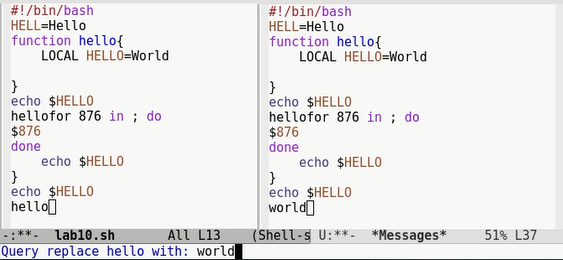 #!/bin/bash
HELL=Hello
function hello{
    LOCAL HELLO=World

}
echo $HELLO
hellofor 876 in ; do
$876
done
    echo $HELLO
}
echo $HELLO
hello
#!/bin/bash
HELL=Hello
function hello{
    LOCAL HELLO=World

}
echo $HELLO
hellofor 876 in ; do
$876
done
    echo $HELLO
}
echo $HELLO
world
-:**-  lab10.sh      All L13    (Shell-s
U:**-  *Messages*    51% L37
Query replace hello with: world